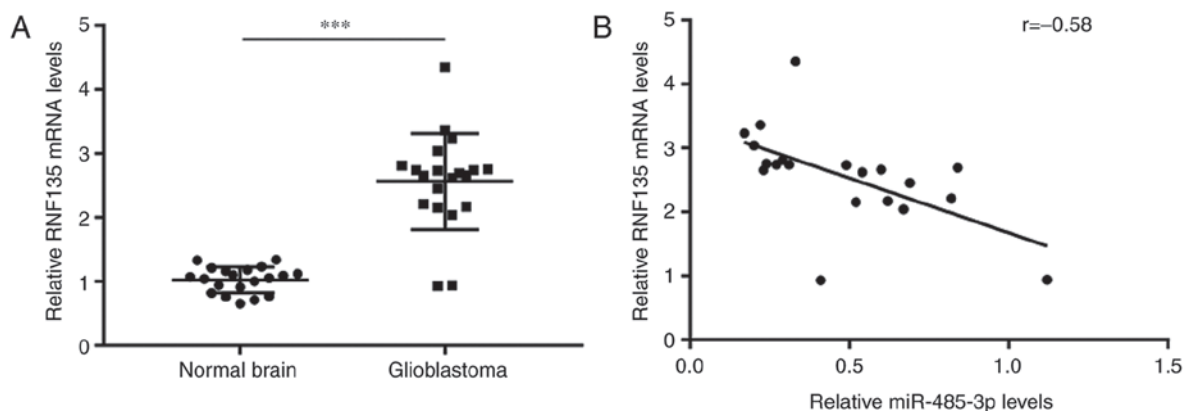 A
Relative RNF135 mRNA levels
5
4
3
2
1
0
***
Normal brain
Glioblastoma
B
Relative RNF135 mRNA levels
5
4
3
2
1
0
r=−0.58
0.0
0.5
1.0
1.5
Relative miR-485-3p levels